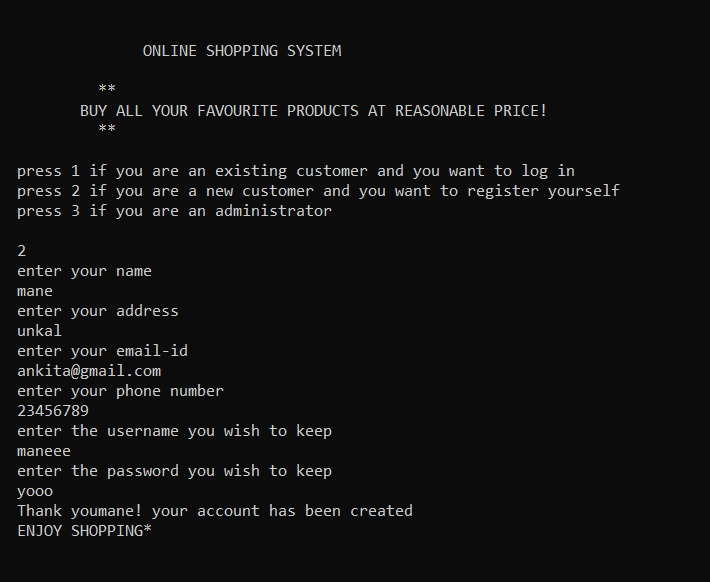 ONLINE SHOPPING SYSTEM
**
BUY ALL YOUR FAVOURITE PRODUCTS AT REASONABLE PRICE!
**
press 1 if you are an existing customer and you want to log in
press 2 if you are a new customer and you want to register yourself
press 3 if you are an administrator
2
enter your name
mane
enter your address
unkal
enter your email-id
ankita@gmail.com
enter your phone number
23456789
enter the username you wish to keep
maneee
enter the password you wish to keep
yooo
Thank youmane! your account has been created
ENJOY SHOPPING*